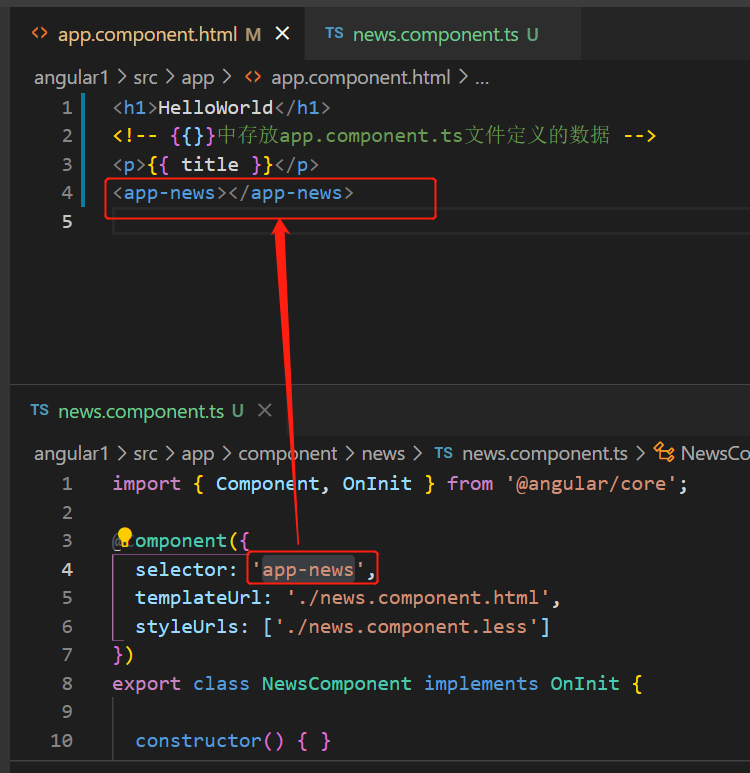 <> app.component.html M ×
TS news.component.ts U
angular1 > src > app > <> app.component.html > ...
1 <h1>HelloWorld</h1>
2 <!-- {{}}中存放app.component.ts文件定义的数据 -->
3 <p>{{ title }}</p>
4 <app-news></app-news>
5
TS news.component.ts U ×
angular1 > src > app > component > news > TS news.component.ts > NewsCo
1 import { Component, OnInit } from '@angular/core';
2
3 @Component({
4 selector: 'app-news',
5 templateUrl: './news.component.html',
6 styleUrls: ['./news.component.less']
7 })
8 export class NewsComponent implements OnInit {
9
10 constructor() { }